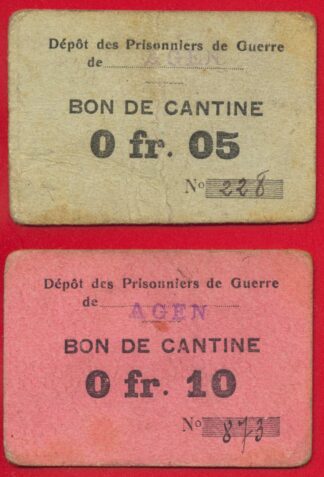 Dépôt des Prisonniers de Guerre
de AGEN
BON DE CANTINE
0 fr. 05
No 228
Dépôt des Prisonniers de Guerre
de AGEN
BON DE CANTINE
0 fr. 10
No 873